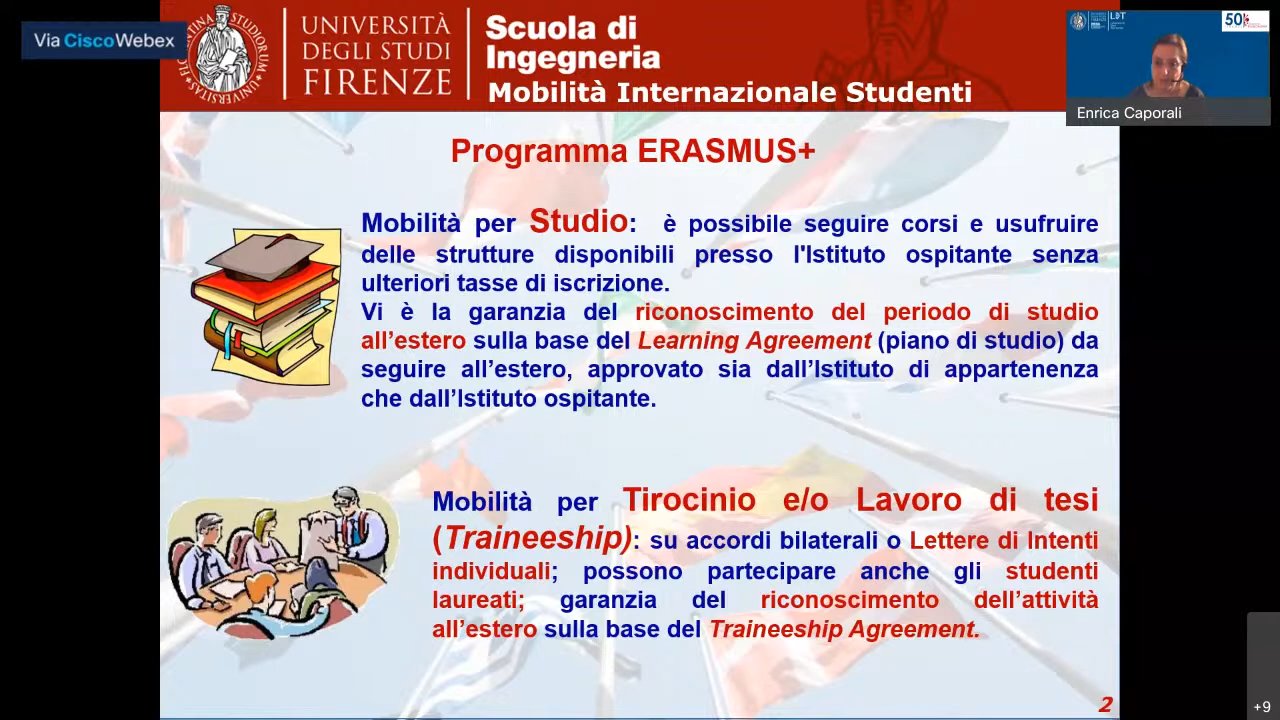 Via Cisco Webex
UNIVERSITÀ
DEGLI STUDI
FIRENZE
Scuola di
Ingegneria
Mobilità Internazionale Studenti
50
Enrica Caporali
Programma ERASMUS+
Mobilità per Studio: è possibile seguire corsi e usufruire
delle strutture disponibili presso l'Istituto ospitante senza
ulteriori tasse di iscrizione.
Vi è la garanzia del riconoscimento del periodo di studio
all’estero sulla base del Learning Agreement (piano di studio) da
seguire all’estero, approvato sia dall’Istituto di appartenenza
che dall’Istituto ospitante.
Mobilità per Tirocinio e/o Lavoro di tesi
(Traineeship): su accordi bilaterali o Lettere di Intenti
individuali; possono partecipare anche gli studenti
laureati; garanzia del riconoscimento dell’attività
all’estero sulla base del Traineeship Agreement.
2
+9